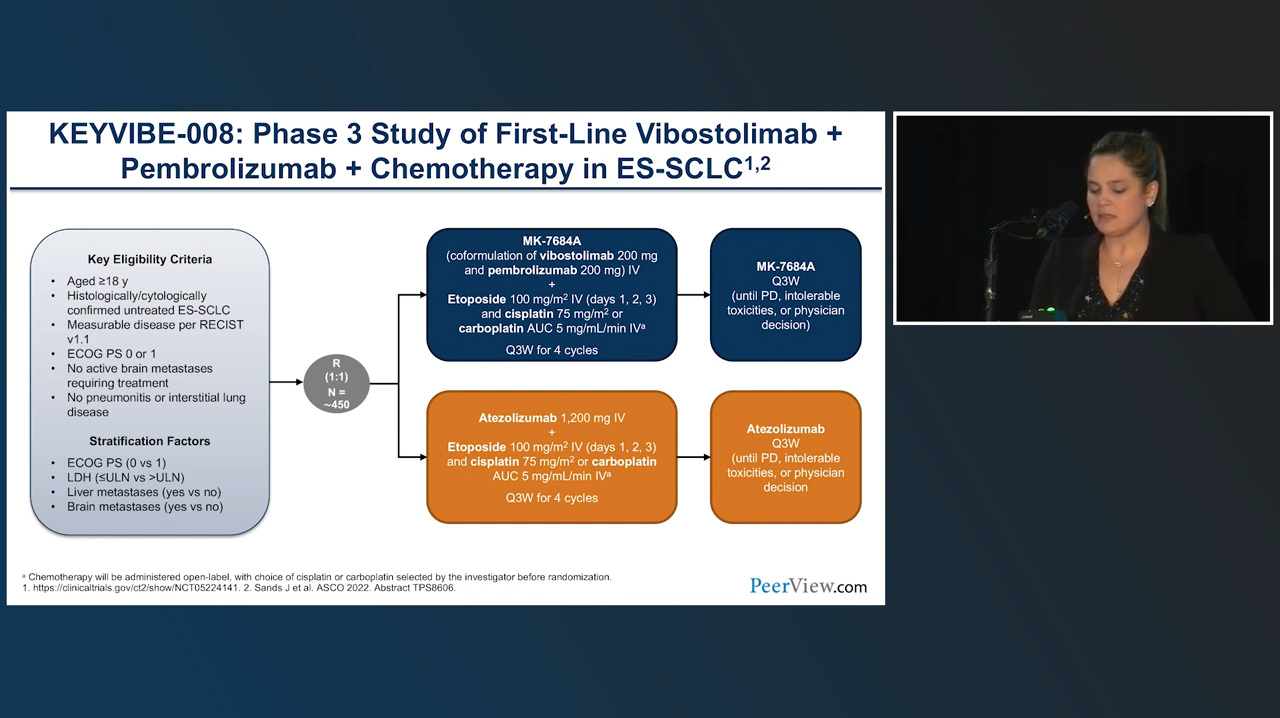 KEYVIBE-008: Phase 3 Study of First-Line Vibostolimab +
Pembrolizumab + Chemotherapy in ES-SCLC1,2
Key Eligibility Criteria
• Aged ≥18 y
• Histologically/cytologically
confirmed untreated ES-SCLC
• Measurable disease per RECIST
v1.1
• ECOG PS 0 or 1
• No active brain metastases
requiring treatment
• No pneumonitis or interstitial lung
disease
Stratification Factors
• ECOG PS (0 vs 1)
• LDH (≤ULN vs >ULN)
• Liver metastases (yes vs no)
• Brain metastases (yes vs no)
R
(1:1)
N =
~450
MK-7684A
(coformulation of vibostolimab 200 mg
and pembrolizumab 200 mg) IV
+
Etoposide 100 mg/m2 IV (days 1, 2, 3)
and cisplatin 75 mg/m2 or
carboplatin AUC 5 mg/mL/min IVa
Q3W for 4 cycles
MK-7684A
Q3W
(until PD, intolerable
toxicities, or physician
decision)
Atezolizumab 1,200 mg IV
+
Etoposide 100 mg/m2 IV (days 1, 2, 3)
and cisplatin 75 mg/m2 or carboplatin
AUC 5 mg/mL/min IVa
Q3W for 4 cycles
Atezolizumab
Q3W
(until PD, intolerable
toxicities, or physician
decision
a Chemotherapy will be administered open-label, with choice of cisplatin or carboplatin selected by the investigator before randomization.
1. https://clinicaltrials.gov/ct2/show/NCT05224141. 2. Sands J et al. ASCO 2022. Abstract TPS8606.
PeerView.com